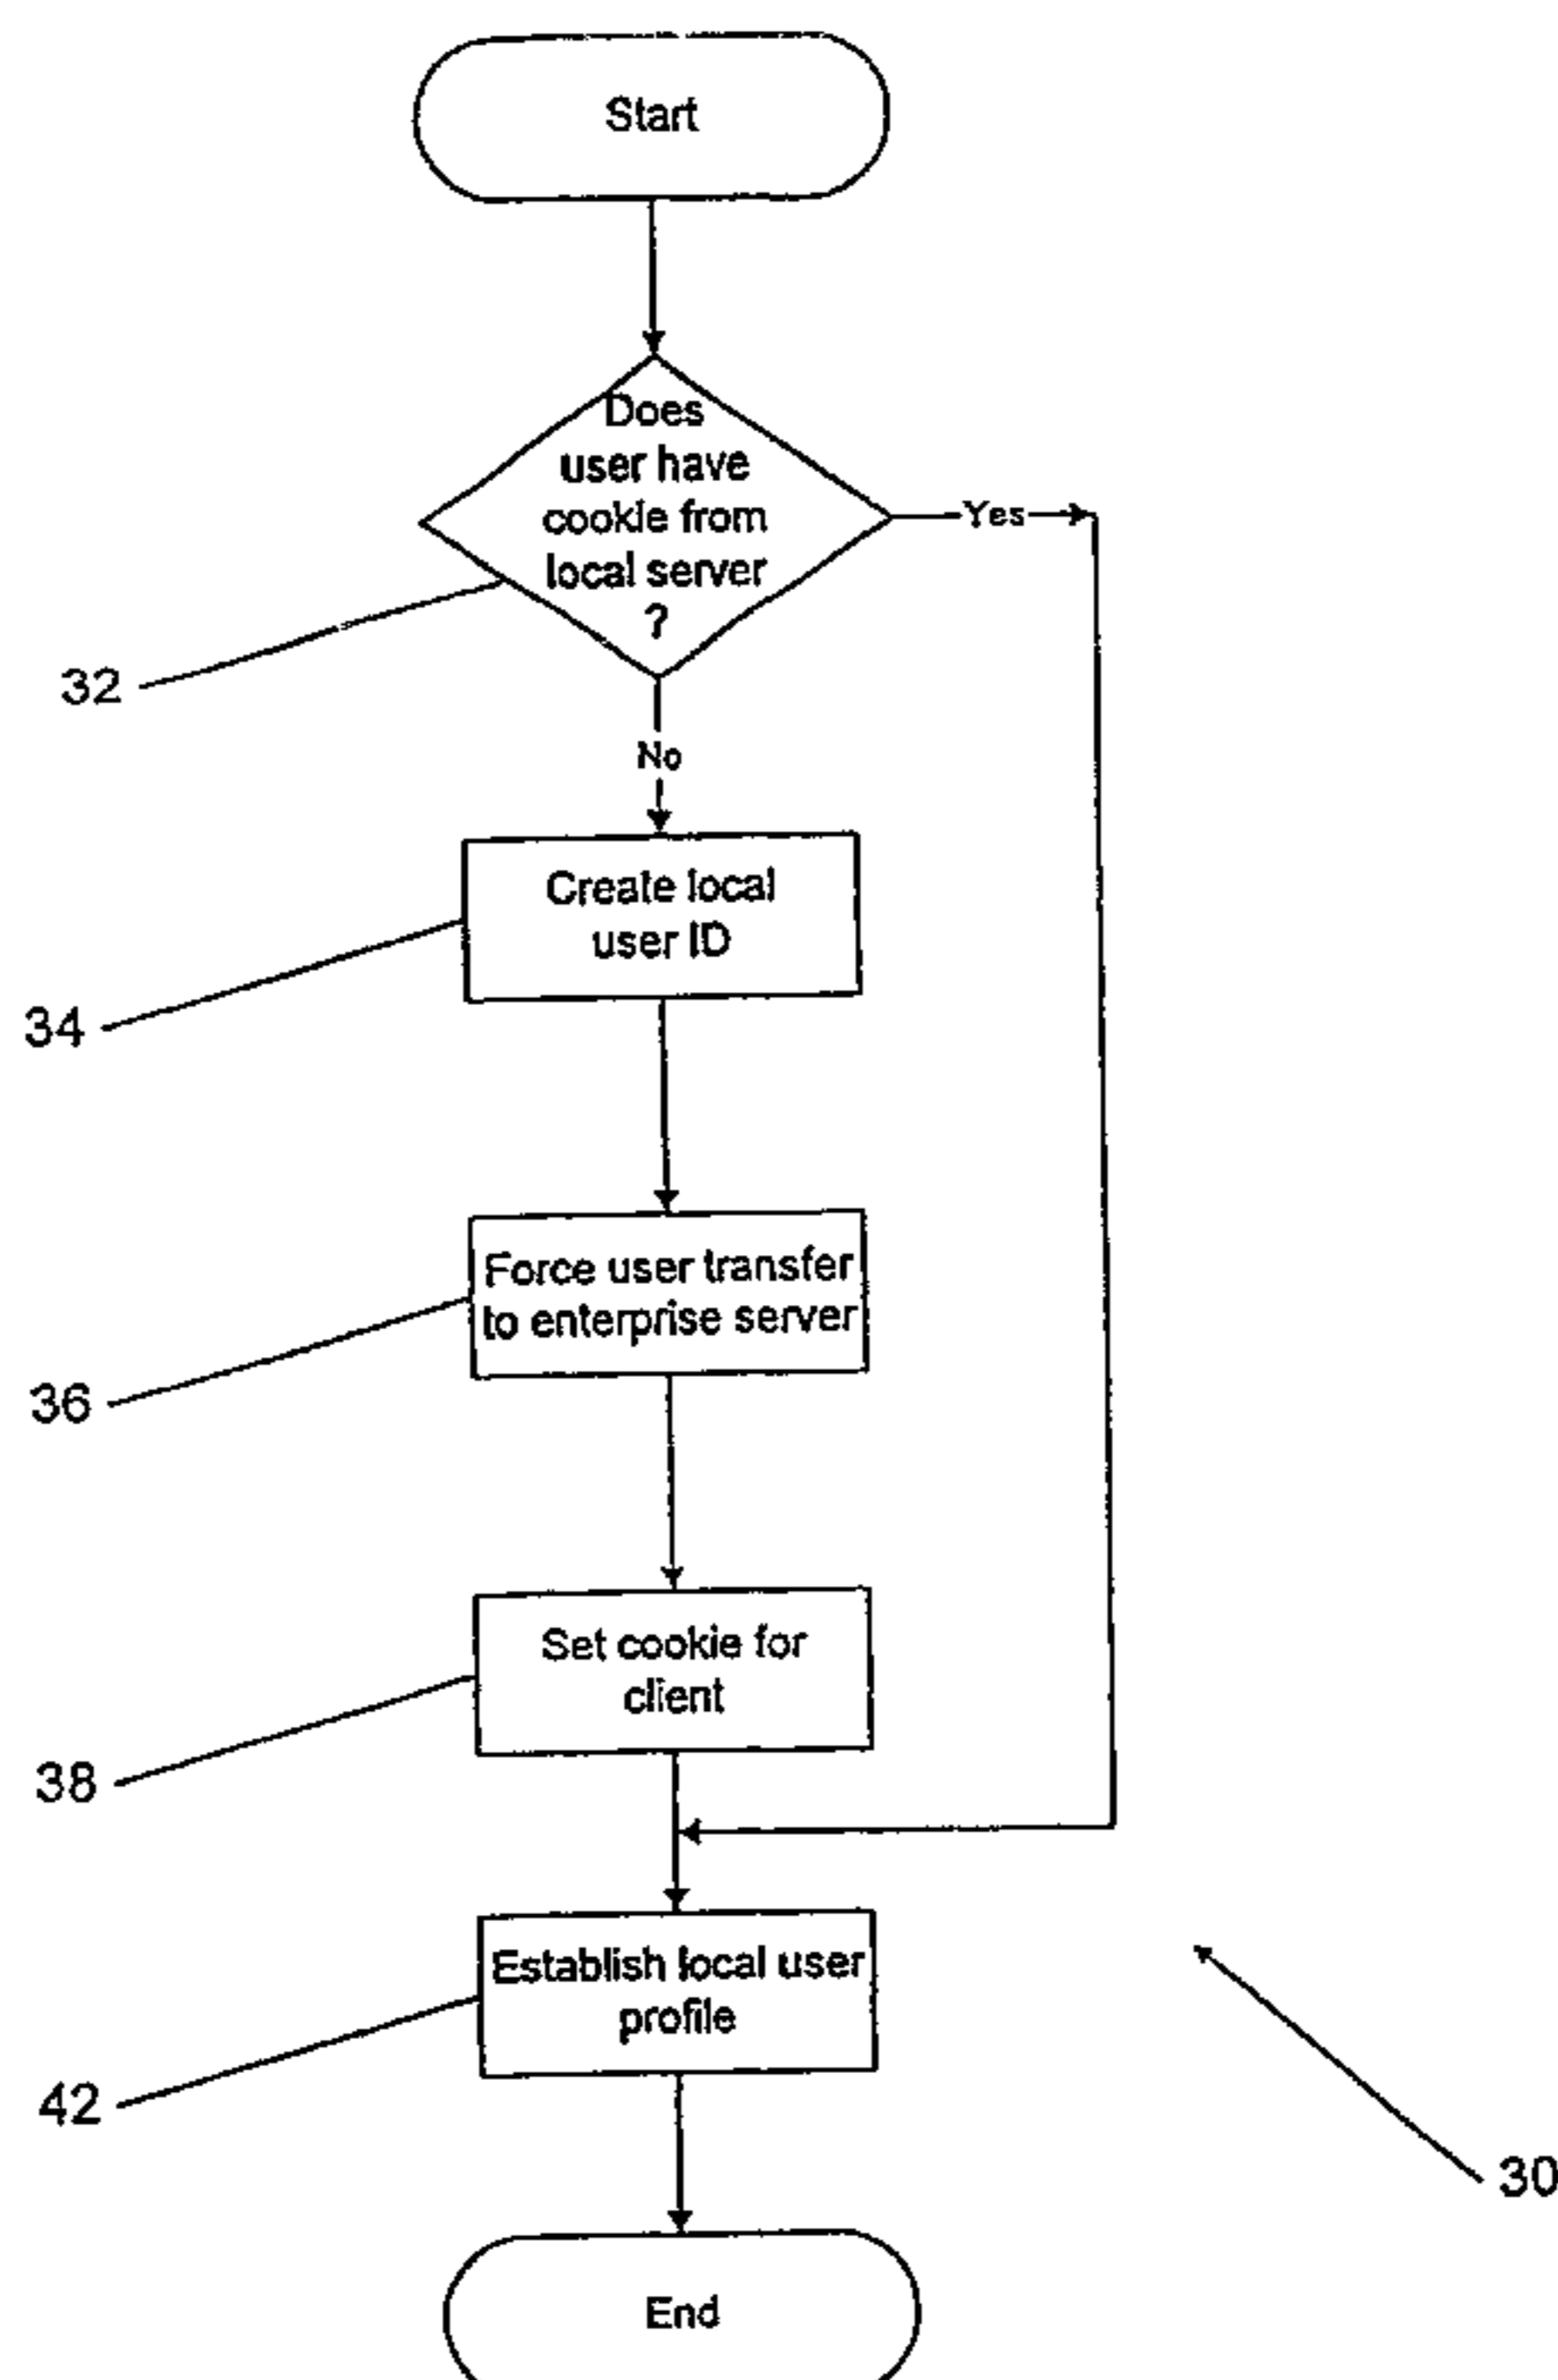 Start
Does
user have
cookie from
local server
?
Yes
32
No
Create local
user ID
34
Force user transfer
to enterprise server
36
Set cookie for
client
38
Establish local user
profile
42
30
End